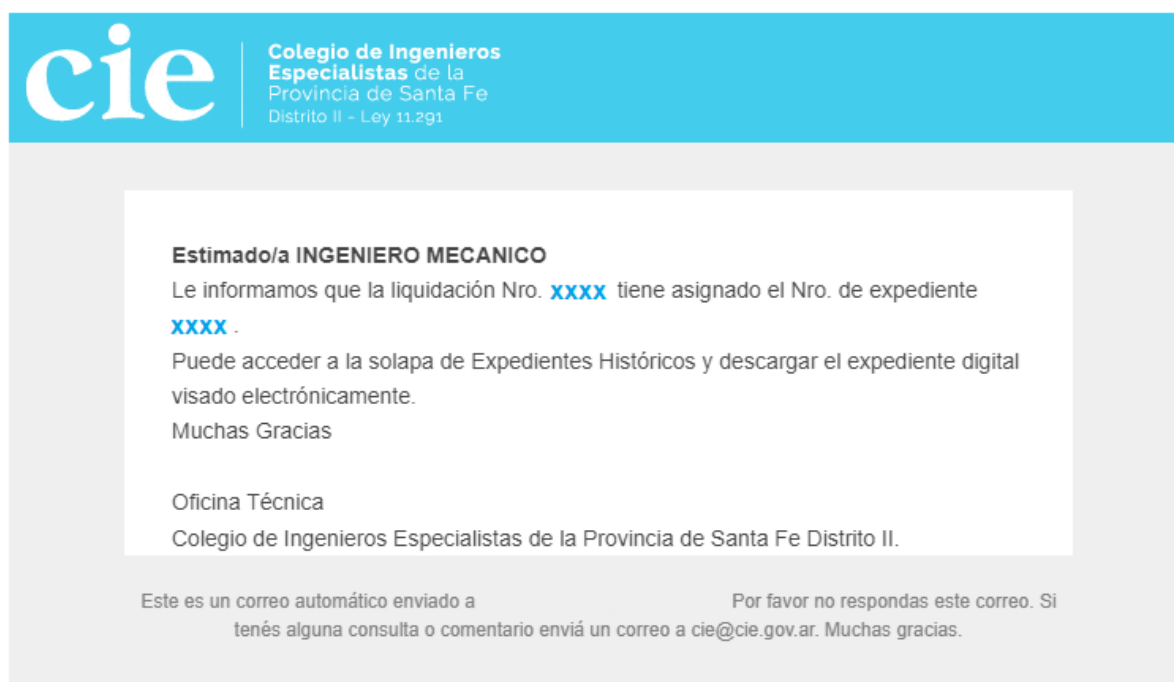 cie
Colegio de Ingenieros
Especialistas de la
Provincia de Santa Fe
Distrito II - Ley 11.291
Estimado/a INGENIERO MECANICO
Le informamos que la liquidación Nro. xxxx tiene asignado el Nro. de expediente
xxxx .
Puede acceder a la solapa de Expedientes Históricos y descargar el expediente digital
visado electrónicamente.
Muchas Gracias
Oficina Técnica
Colegio de Ingenieros Especialistas de la Provincia de Santa Fe Distrito II.
Este es un correo automático enviado a Por favor no respondas este correo. Si
tenés alguna consulta o comentario enviá un correo a cie@cie.gov.ar. Muchas gracias.